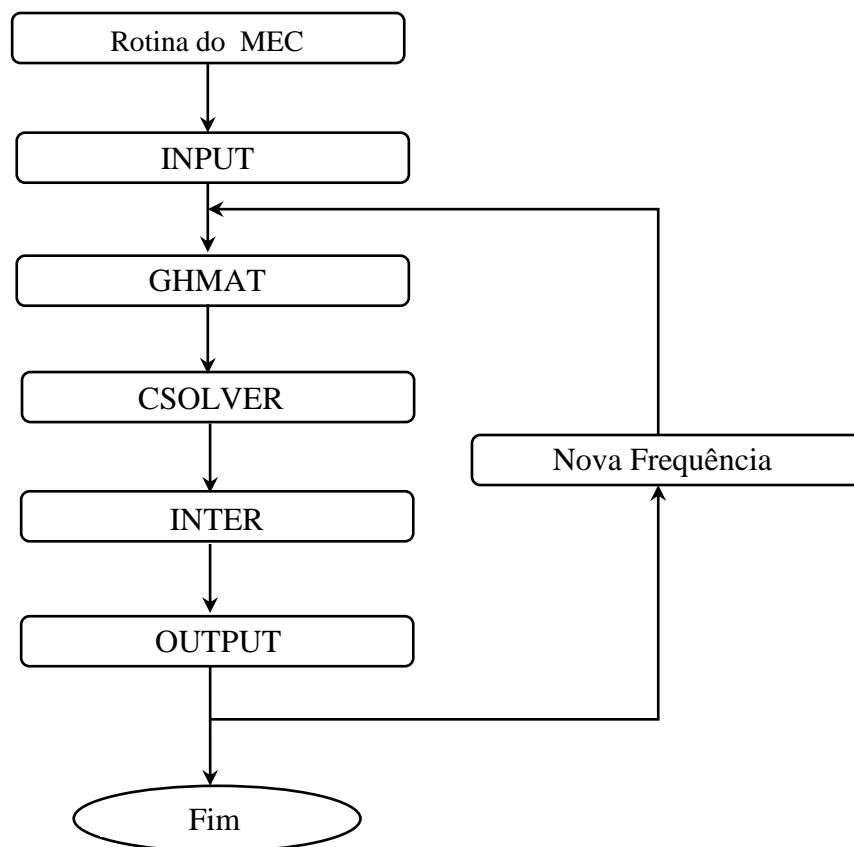 Rotina do MEC
INPUT
GHMAT
CSOLVER
Nova Frequência
INTER
OUTPUT
Fim